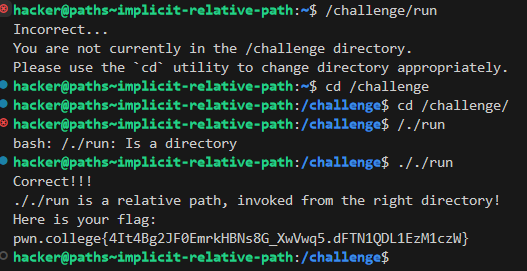 hacker@paths~implicit-relative-path:~$ /challenge/run
Incorrect...
You are not currently in the /challenge directory.
Please use the `cd` utility to change directory appropriately.
hacker@paths~implicit-relative-path:~$ cd /challenge
hacker@paths~implicit-relative-path:/challenge$ cd /challenge/
hacker@paths~implicit-relative-path:/challenge$ /./run
bash: /./run: Is a directory
hacker@paths~implicit-relative-path:/challenge$ ././run
Correct!!!
././run is a relative path, invoked from the right directory!
Here is your flag:
pwn.college{4It4Bg2JF0EmrkHBNs8G_XwVwq5.dFTN1QDL1EzM1czW}
hacker@paths~implicit-relative-path:/challenge$